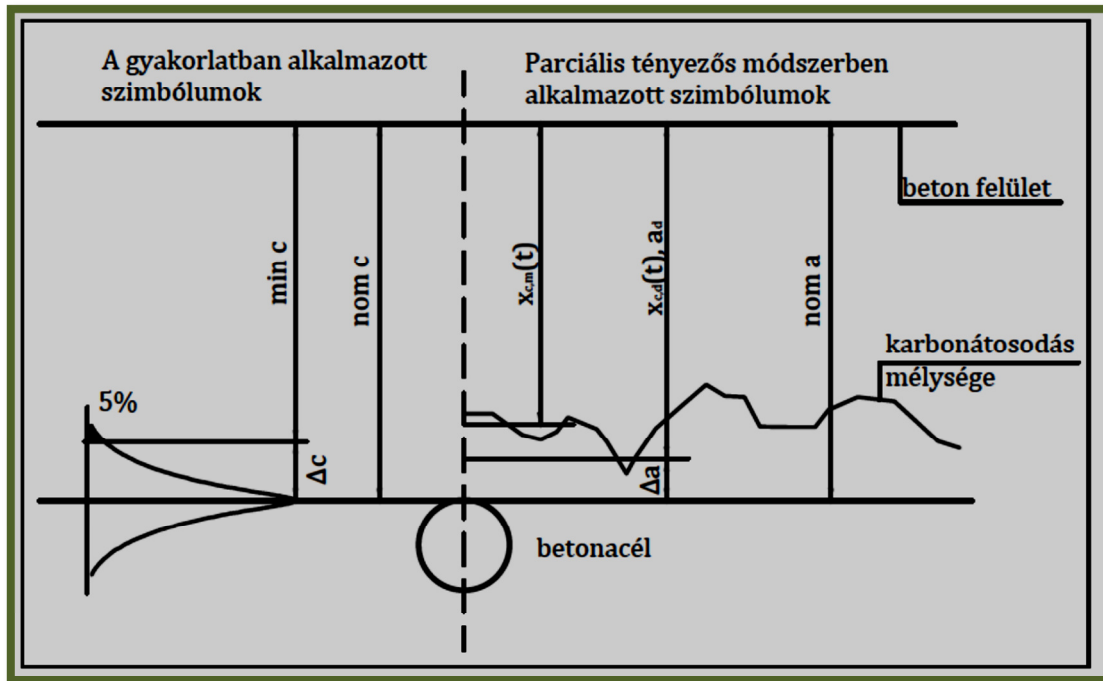 A gyakorlatban alkalmazott
szimbólumok
Parciális tényezős módszerben
alkalmazott szimbólumok
beton felület
min c
nom c
xc,m(t)
xc,d(t), ad
nom a
karbonátosodás
mélysége
5%
Δc
Δa
betonacél